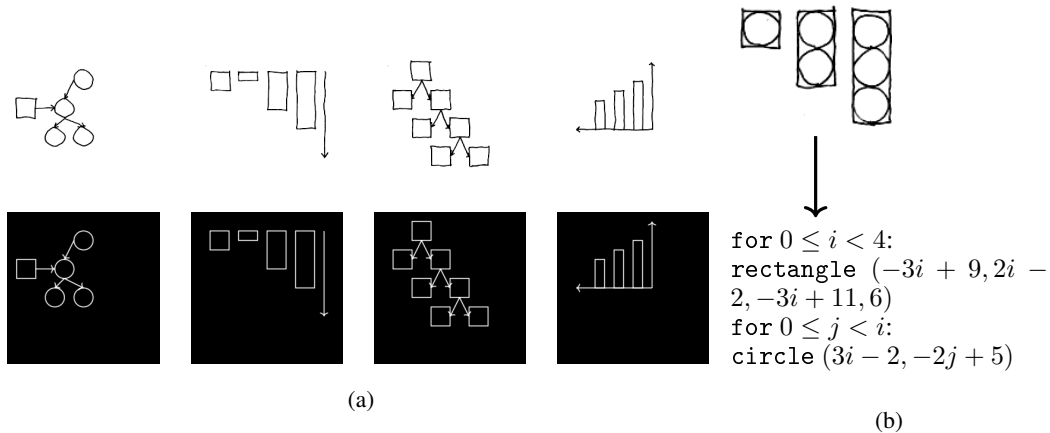 for 0 ≤ i < 4:
rectangle (−3i + 9, 2i −
2, −3i + 11, 6)
for 0 ≤ j < i:
circle (3i − 2, −2j + 5)
(a)
(b)